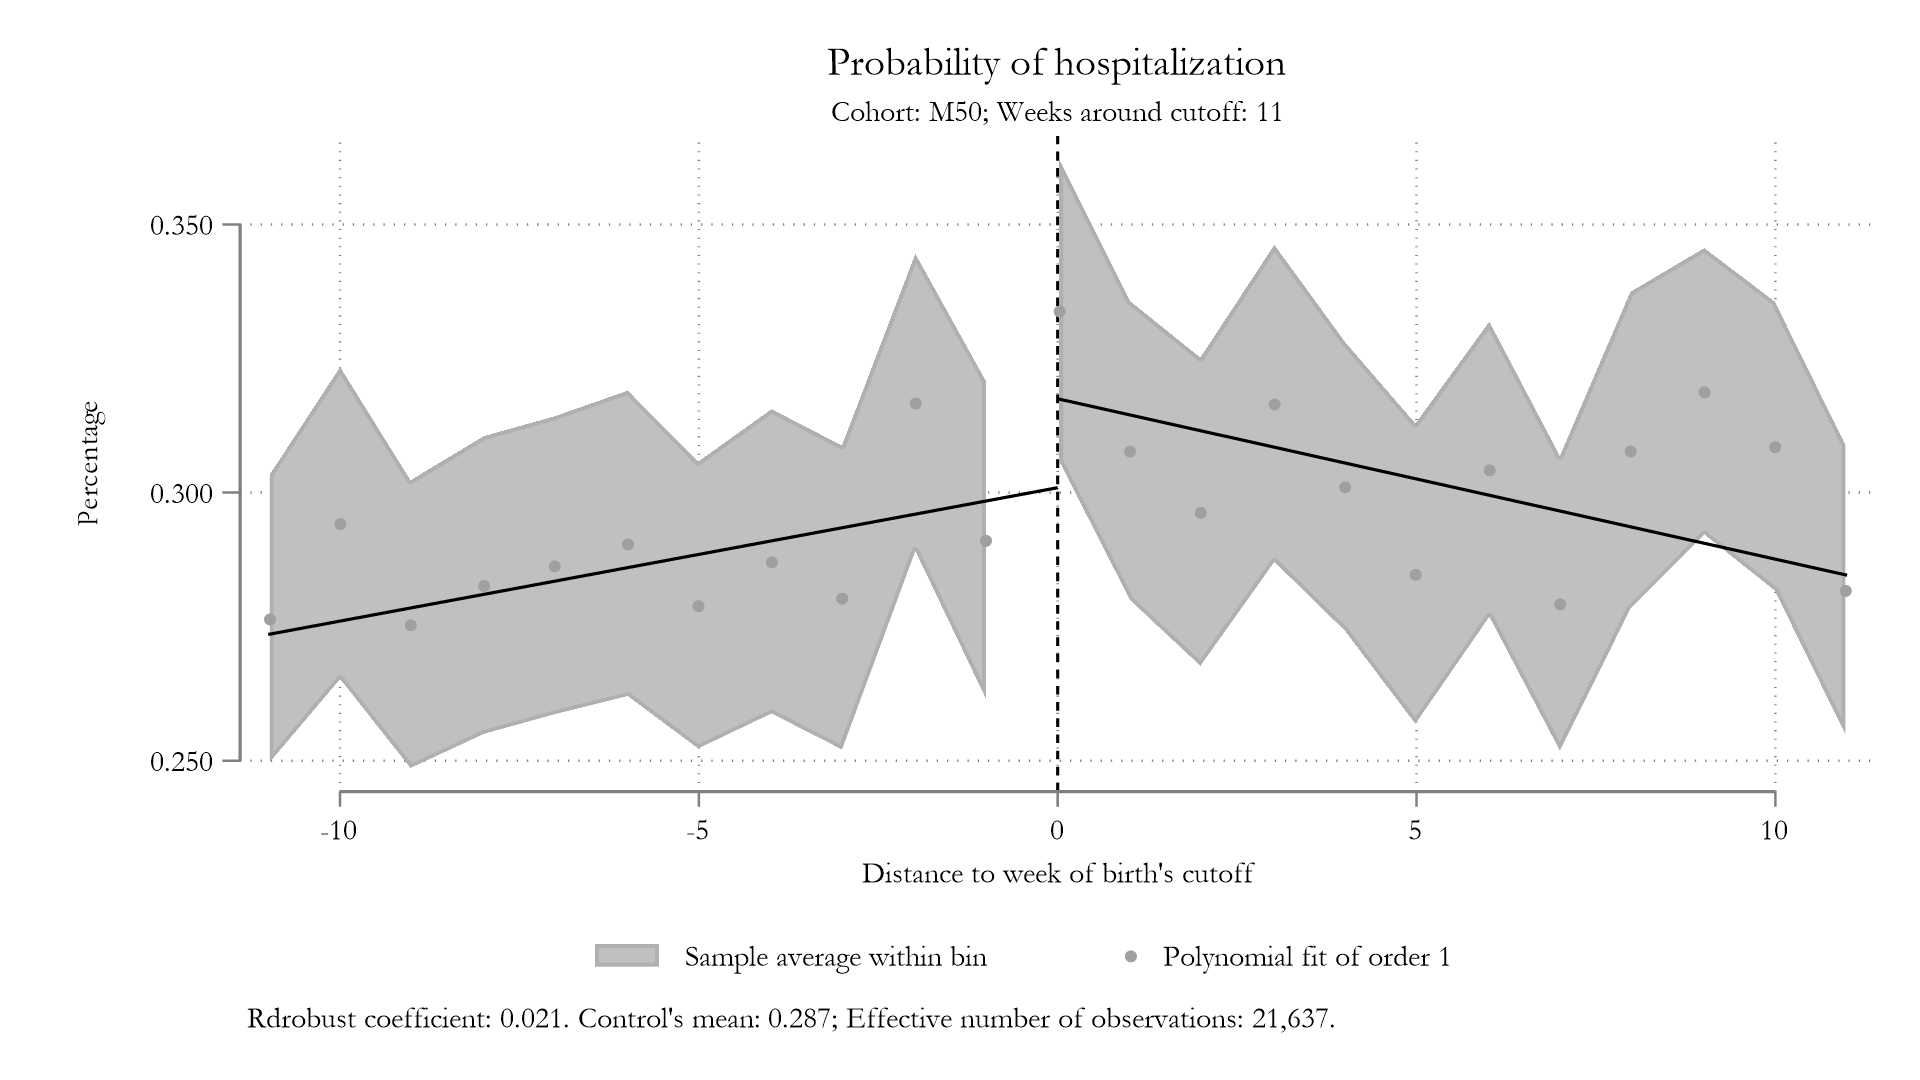 Probability of hospitalization
Cohort: M50; Weeks around cutoff: 11
Percentage
0.350
0.300
0.250
-10 -5 0 5 10
Distance to week of birth's cutoff
Sample average within bin Polynomial fit of order 1
Rdrobust coefficient: 0.021. Control's mean: 0.287; Effective number of observations: 21,637.